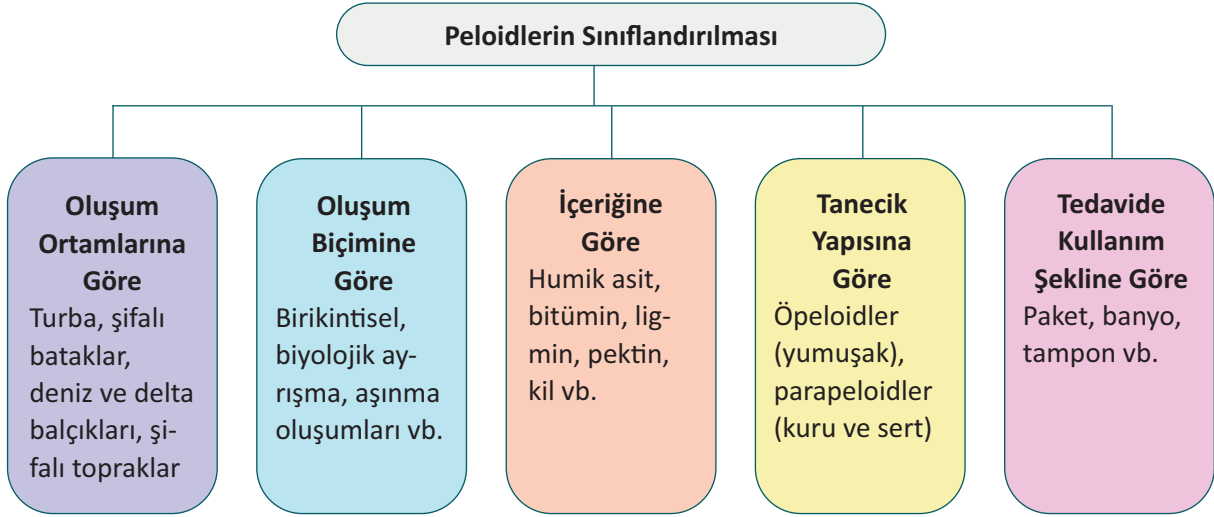 Peloidlerin Sınıflandırılması
Oluşum
Ortamlarına
Göre
Turba, şifalı
bataklar,
deniz ve delta
balçıkları, şi-
falı topraklar
Oluşum
Biçimine
Göre
Birikintisel,
biyolojik ay-
rışma, aşınma
oluşumları vb.
İçeriğine
Göre
Humik asit,
bitümin, lig-
min, pektin,
kil vb.
Tanecik
Yapısına
Göre
Öpeloidler
(yumuşak),
parapeloidler
(kuru ve sert)
Tedavide
Kullanım
Şekline Göre
Paket, banyo,
tampon vb.